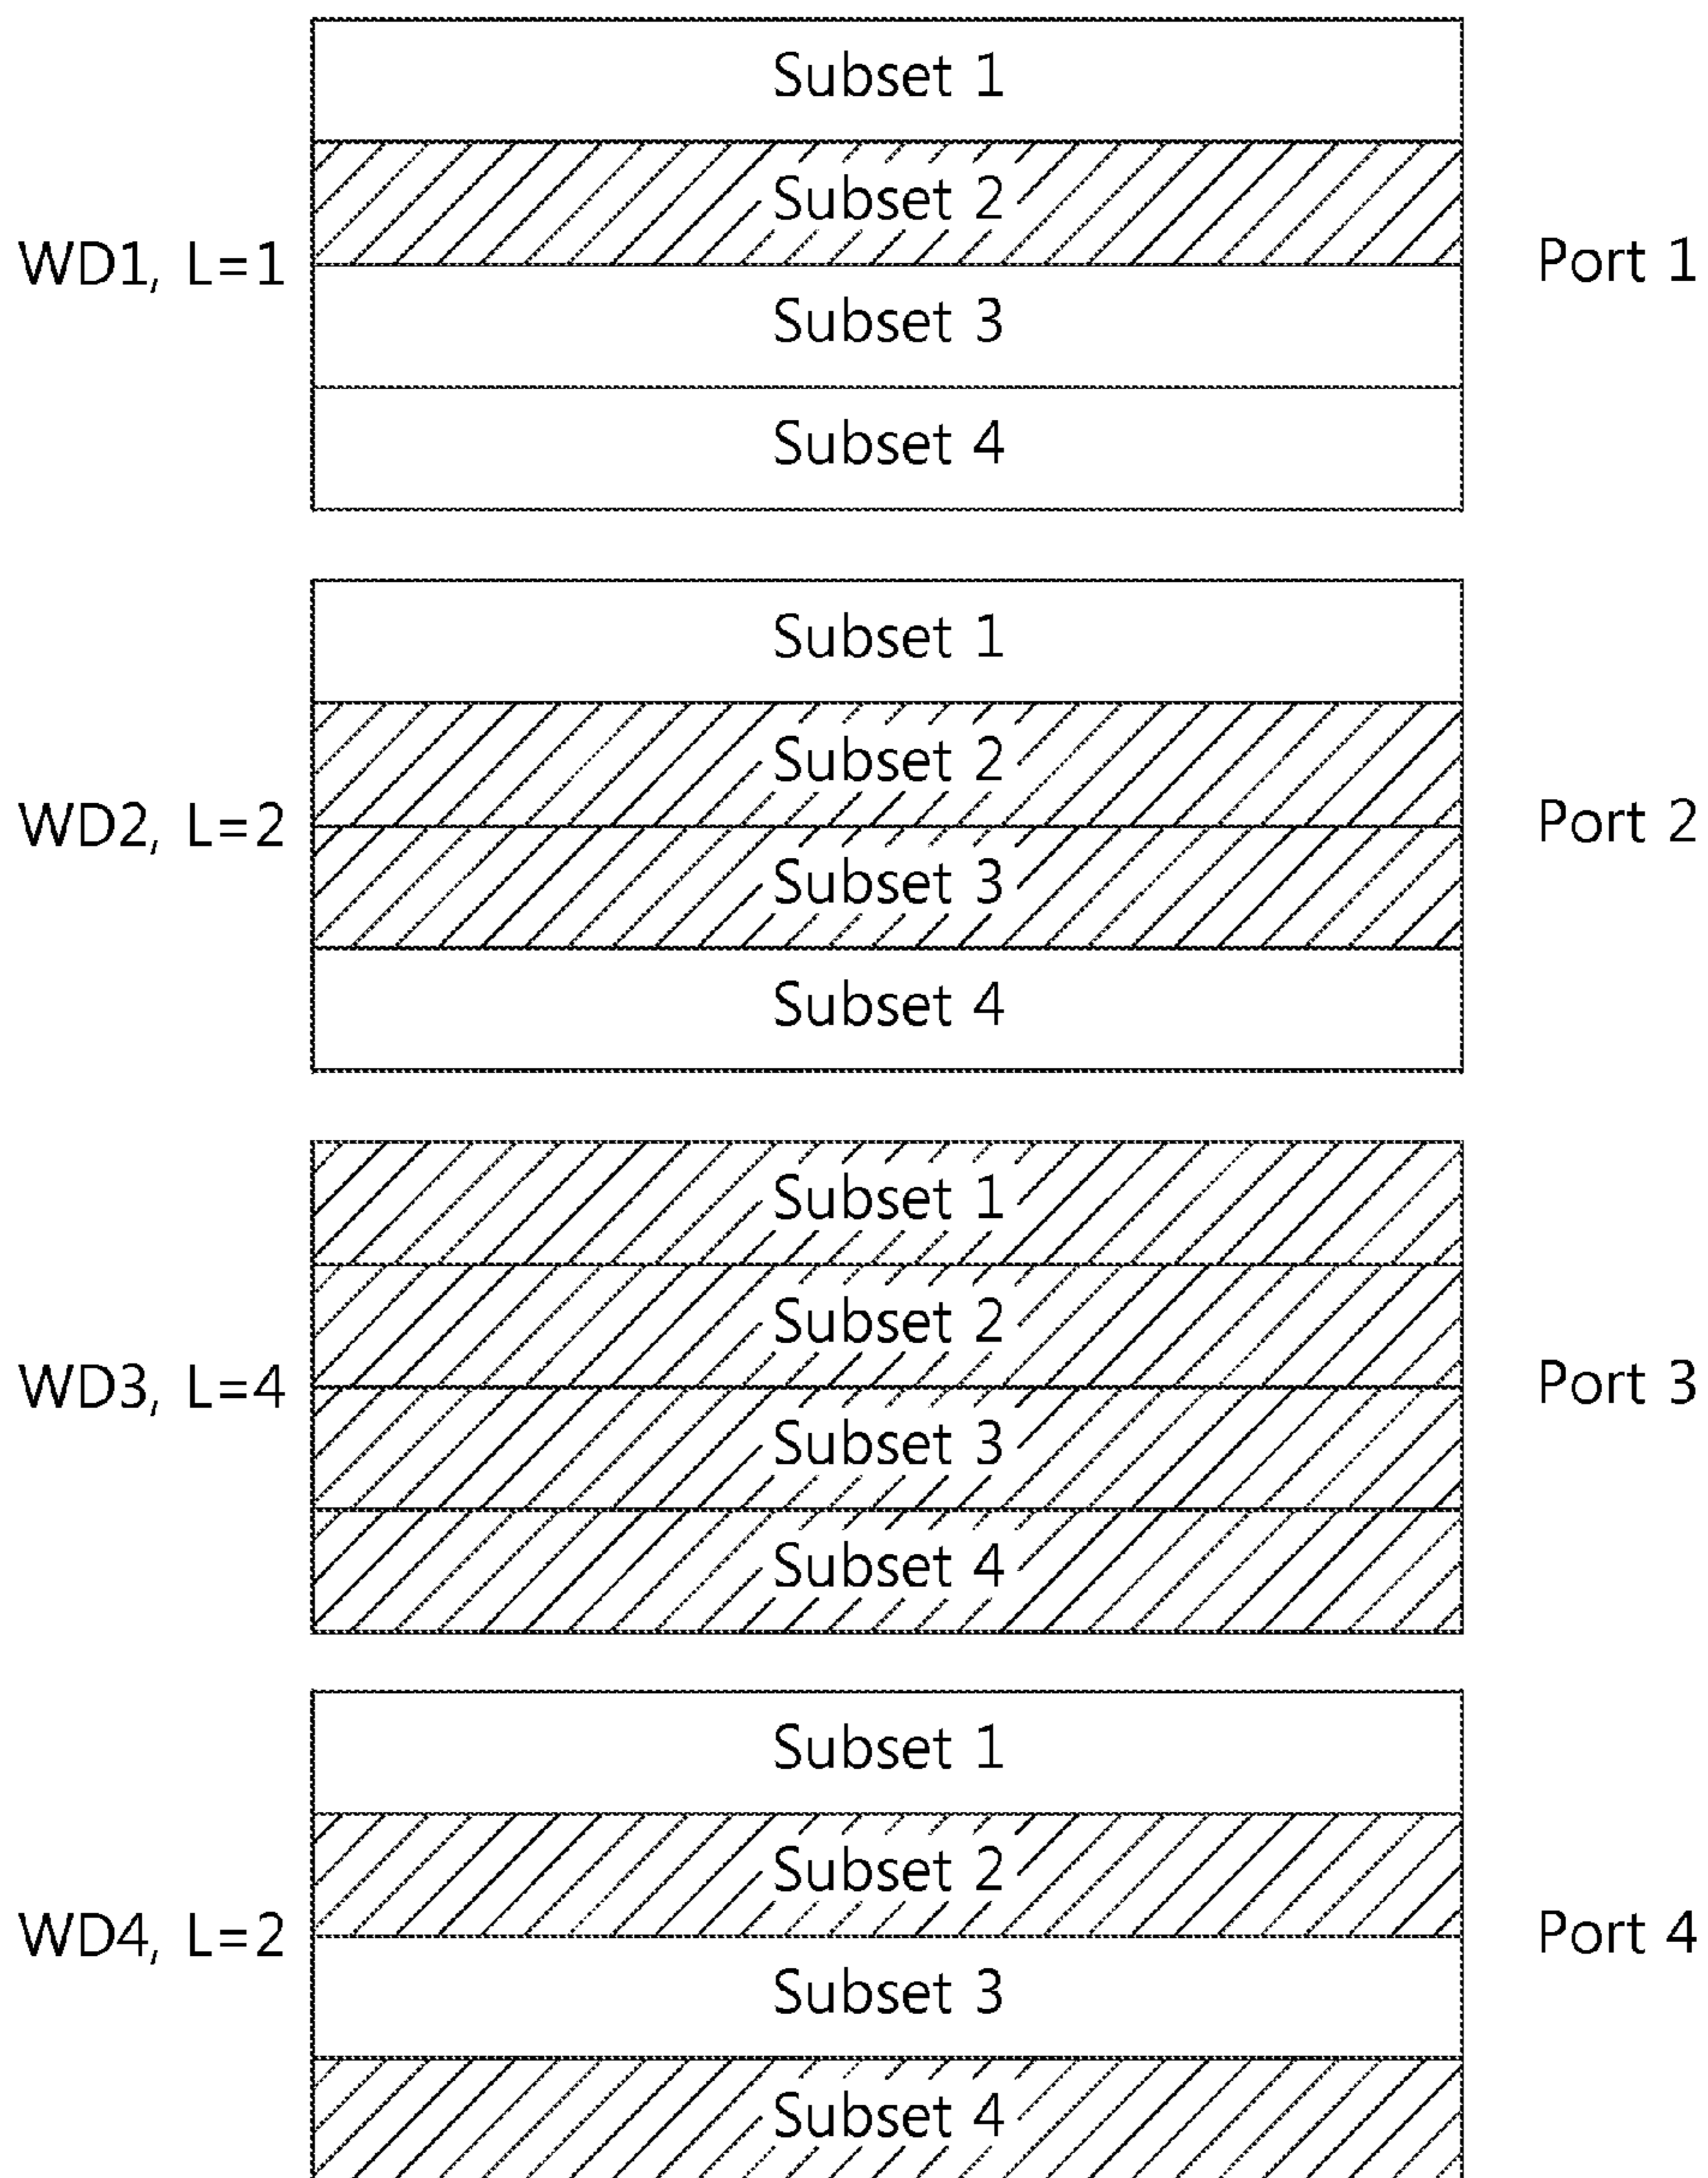 Subset 1
Subset 2
WD1, L=1
Port 1
Subset 3
Subset 4
Subset 1
Subset 2
WD2, L=2
Port 2
Subset 3
Subset 4
Subset 1
Subset 2
WD3, L=4
Port 3
Subset 3
Subset 4
Subset 1
Subset 2
WD4, L=2
Port 4
Subset 3
Subset 4